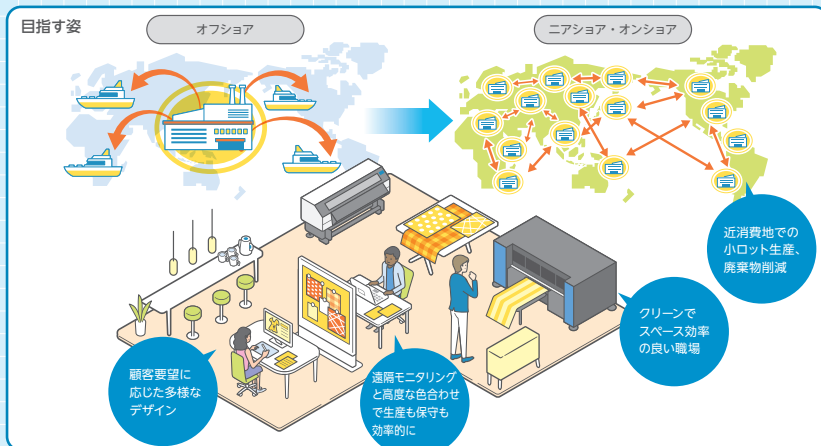 目指す姿
オフショア
ニアショア・オンショア
近消費地での
小ロット生産、
廃棄物削減
クリーンで
スペース効率
の良い職場
顧客要望に
応じた多様な
デザイン
遠隔モニタリング
と高度な色合わせ
で生産も保守も
効率的に